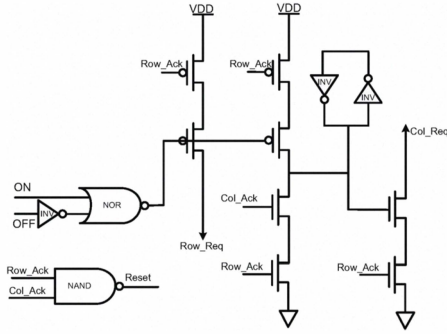 VDD
VDD
Row_Ack
Row_Ack
INV
INV
Col_Req
ON
OFF
INV
NOR
Col_Ack
Row_Req
Row_Ack
Row_Ack
Row_Ack
Col_Ack
NAND
Reset